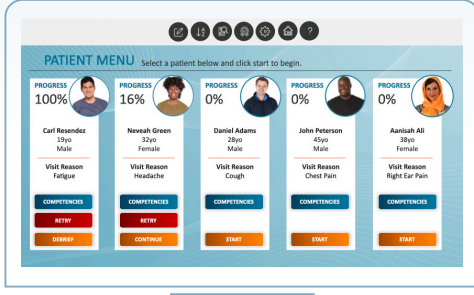 ?
PATIENT MENU Select a patient below and click start to begin.
PROGRESS
100%
Carl Resendez
19yo
Male
Visit Reason
Fatigue
COMPETENCIES
RETRY
DEBRIEF
PROGRESS
16%
Neveah Green
32yo
Female
Visit Reason
Headache
COMPETENCIES
RETRY
CONTINUE
PROGRESS
0%
Daniel Adams
28yo
Male
Visit Reason
Cough
COMPETENCIES
START
PROGRESS
0%
John Peterson
45yo
Male
Visit Reason
Chest Pain
COMPETENCIES
START
PROGRESS
0%
Aanisah Ali
38yo
Female
Visit Reason
Right Ear Pain
COMPETENCIES
START